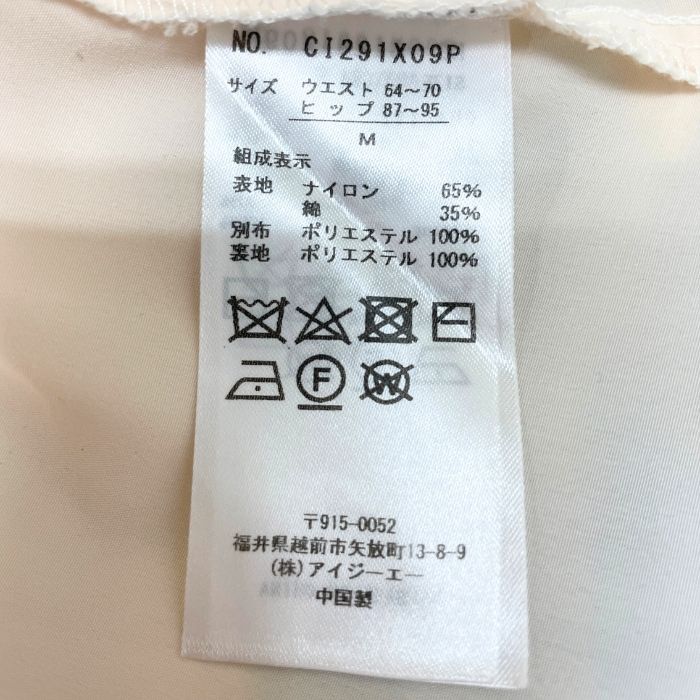 NO. CI291X09P
サイズ ウエスト 64〜70
ヒップ 87〜95
M
組成表示
表地 ナイロン 65%
綿 35%
別布 ポリエステル 100%
裏地 ポリエステル 100%
F
W
〒915-0052
福井県越前市矢放町13-8-9
(株)アイジーエー
中国製